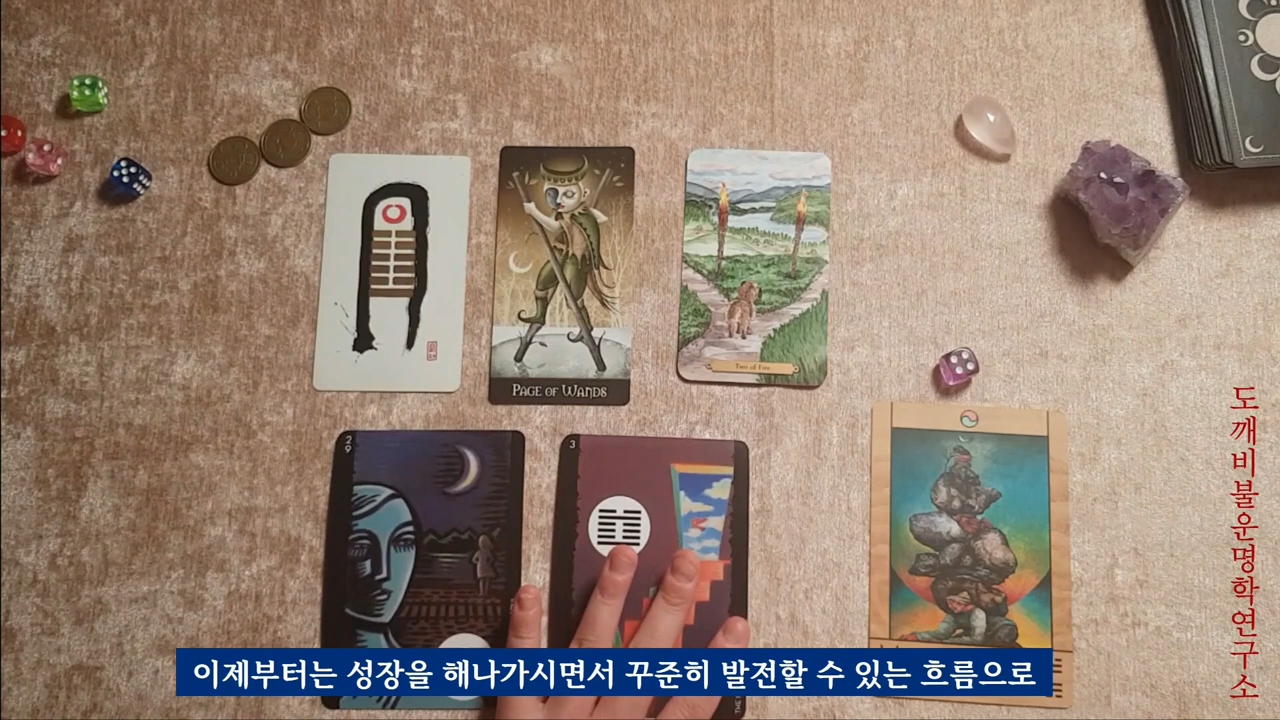 PAGE OF WANDS
Two of Fire
29
3
이제부터는 성장을 해나가시면서 꾸준히 발전할 수 있는 흐름으로
도깨비불운명학연구소